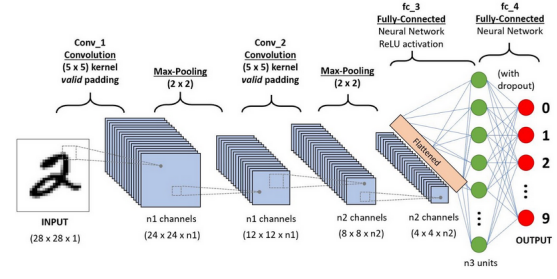 fc_3
Fully-Connected
Neural Network
ReLU activation
fc_4
Fully-Connected
Neural Network
Conv_1
Convolution
(5 x 5) kernel
valid padding
Max-Pooling
(2 x 2)
Conv_2
Convolution
(5 x 5) kernel
valid padding
Max-Pooling
(2 x 2)
(with
dropout)
Flattened
0
1
2
9
INPUT
(28 x 28 x 1)
n1 channels
(24 x 24 x n1)
n1 channels
(12 x 12 x n1)
n2 channels
(8 x 8 x n2)
n2 channels
(4 x 4 x n2)
n3 units
OUTPUT